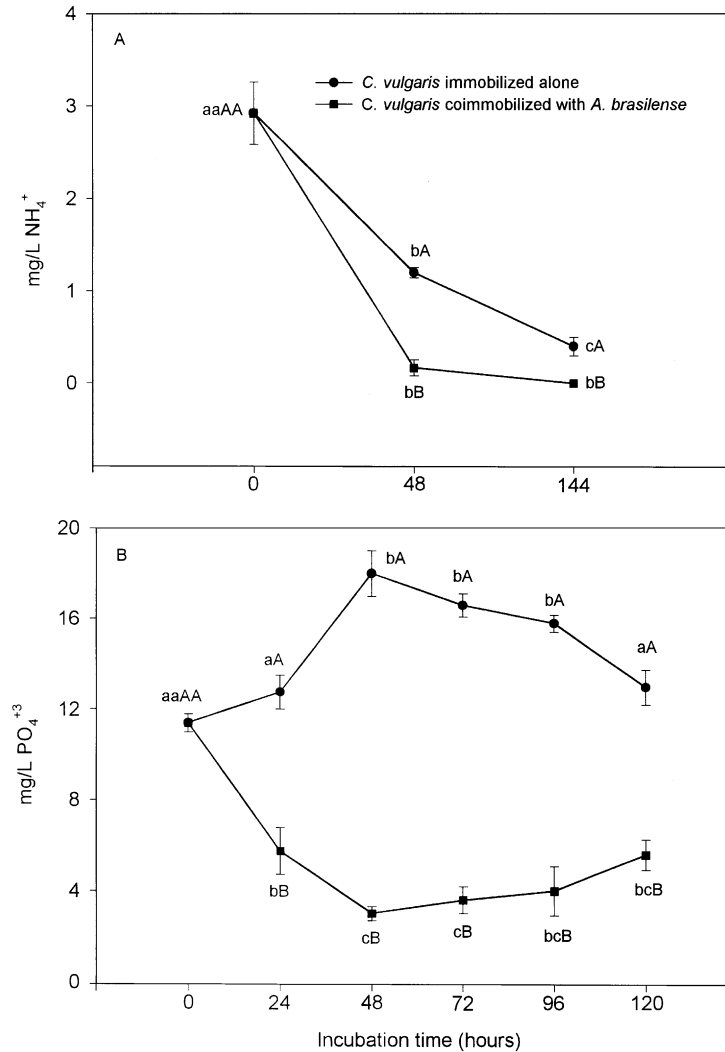 A
C. vulgaris immobilized alone
C. vulgaris coimmobilized with A. brasilense
mg/L NH₄⁺
4
3
2
1
0
aaAA
bA
cA
bB
bB
0 48 144
B
mg/L PO₄⁺³
20
16
12
8
4
0
aaAA
aA
bA
bA
bA
aA
bB
cB
cB
bcB
bcB
0 24 48 72 96 120
Incubation time (hours)